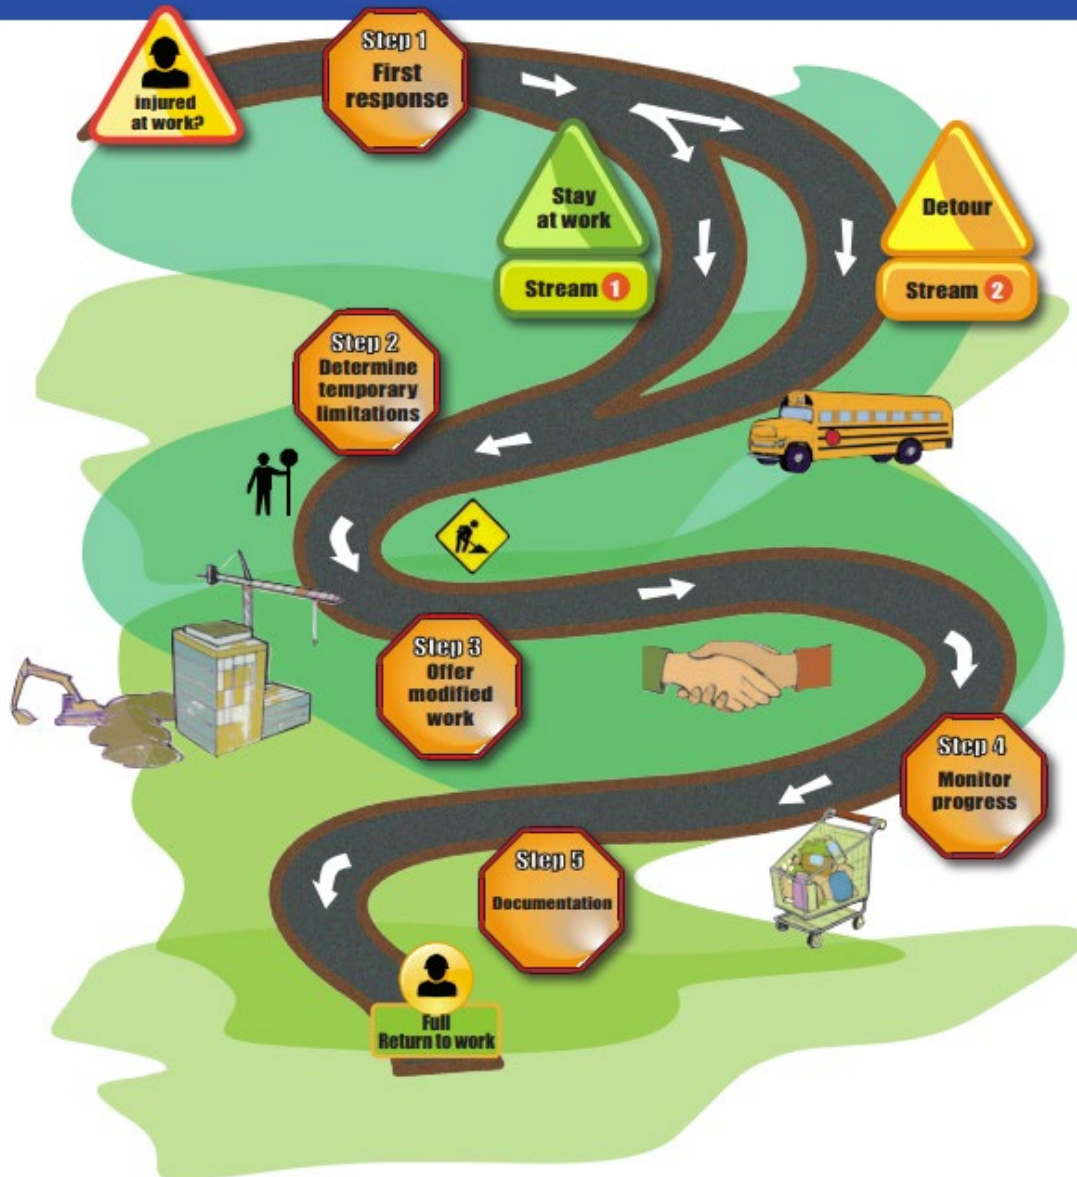 injured
at work?
Step 1
First
response
Stay
at work
Stream 1
Detour
Stream 2
Step 2
Determine
temporary
limitations
Step 3
Offer
modified
work
Step 4
Monitor
progress
Step 5
Documentation
Full
Return to work